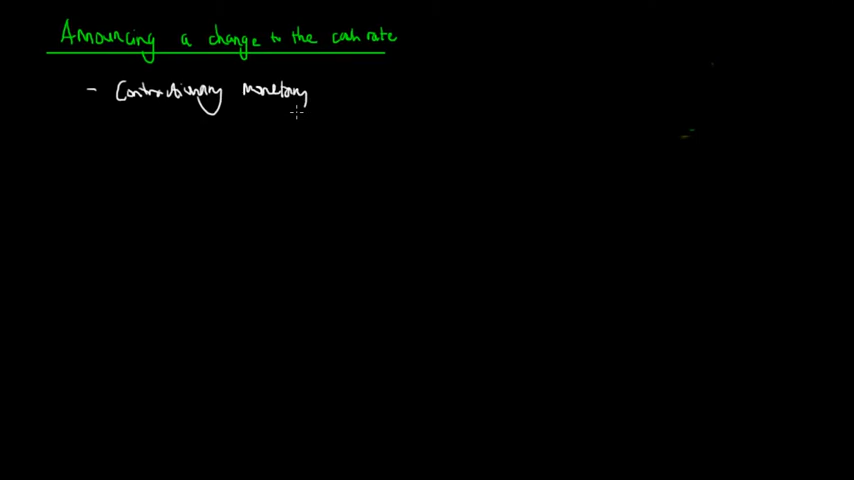 Announcing a change to the cash rate
- Contractionary monetary